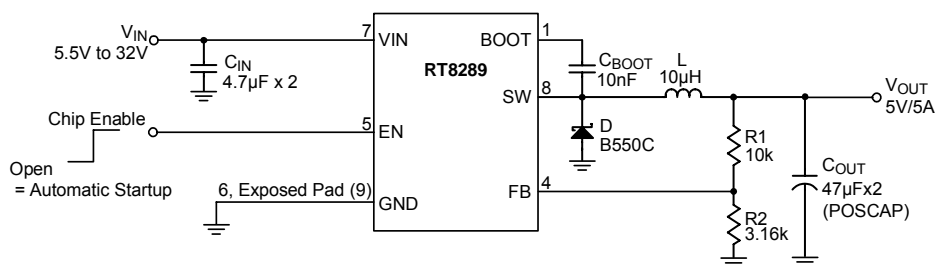 VIN
5.5V to 32V
CIN
4.7µF x 2
Chip Enable
Open
= Automatic Startup
6, Exposed Pad (9)
7
5
VIN
EN
GND
RT8289
BOOT
SW
FB
1
8
4
CBOOT
10nF
L
10µH
D
B550C
R1
10k
R2
3.16k
COUT
47µFx2
(POSCAP)
VOUT
5V/5A